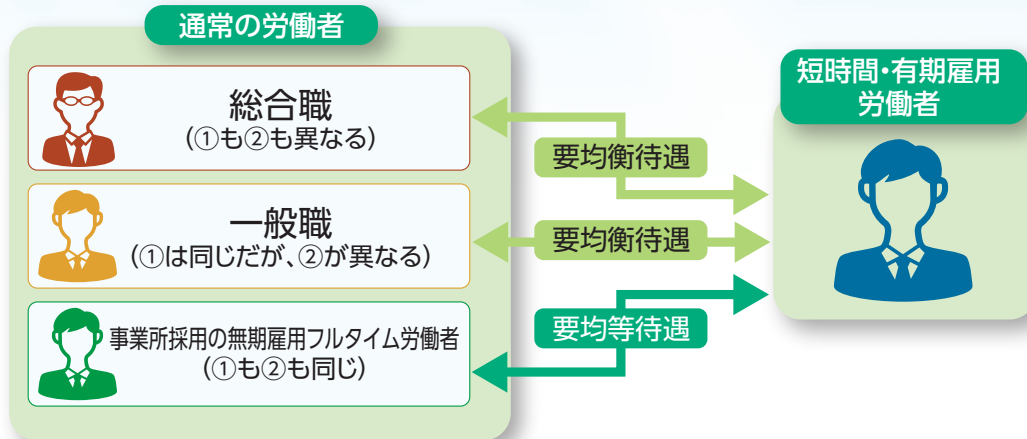 通常の労働者
総合職
(①も②も異なる)
一般職
(①は同じだが、②が異なる)
事業所採用の無期雇用フルタイム労働者
(①も②も同じ)
要均衡待遇
要均衡待遇
要均等待遇
短時間・有期雇用
労働者